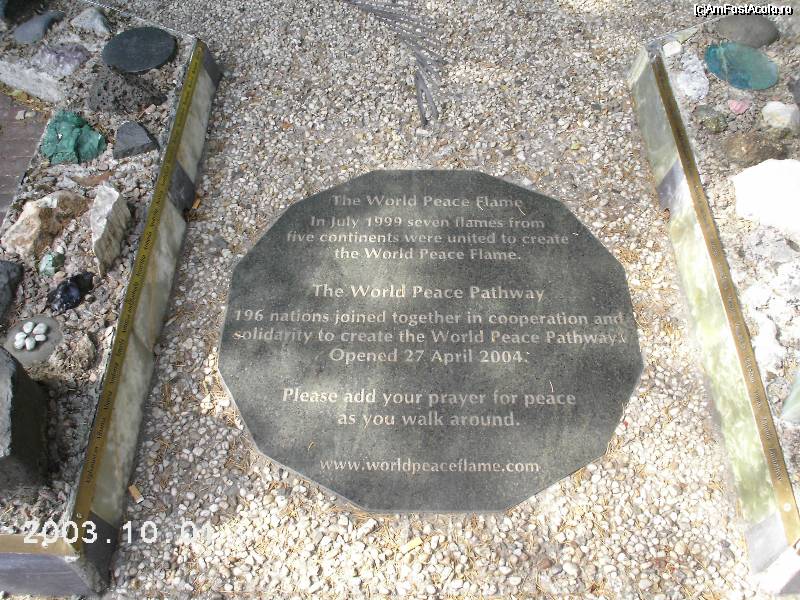 (c)AmFostAcolo.ro
The World Peace Flame
In July 1999 seven flames from
five continents were united to create
the World Peace Flame.
The World Peace Pathway
196 nations joined together in cooperation and
solidarity to create the World Peace Pathway.
Opened 27 April 2004.
Please add your prayer for peace
as you walk around.
www.worldpeaceflame.com
2003.10.01